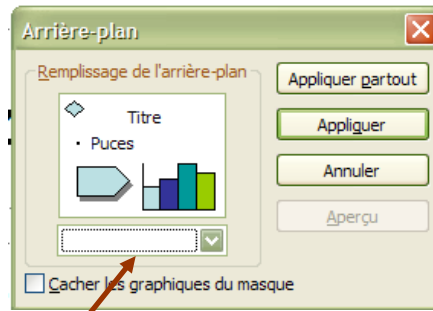 Arrière-plan
Remplissage de l'arrière-plan
Titre
• Puces
Appliquer partout
Appliquer
Annuler
Aperçu
Cacher les graphiques du masque